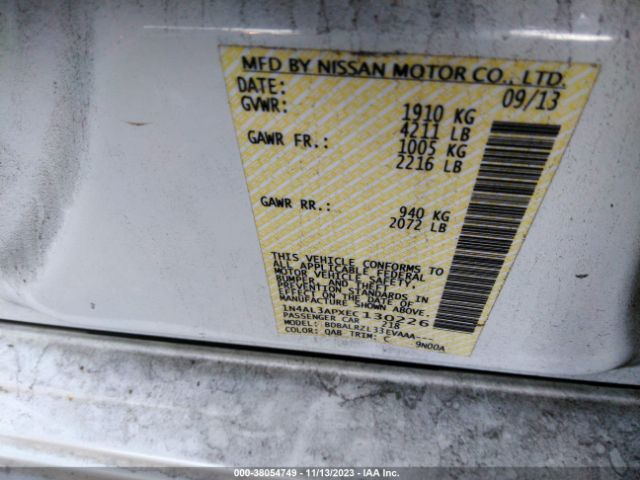 MFD BY NISSAN MOTOR CO., LTD.
DATE: 09/13
GVWR: 1910 KG
4211 LB
GAWR FR.: 1005 KG
2216 LB
GAWR RR.: 940 KG
2072 LB
THIS VEHICLE CONFORMS TO
ALL APPLICABLE FEDERAL
MOTOR VEHICLE SAFETY,
BUMPER, AND THEFT
PREVENTION STANDARDS IN
EFFECT ON THE DATE OF
MANUFACTURE SHOWN ABOVE.
1N4AL3APXEC130226
PASSENGER CAR 218
MODEL: BDBALRZL33EVAAA---
COLOR: QAB TRIM: C 9N00A
000-38054749 - 11/13/2023 - IAA Inc.